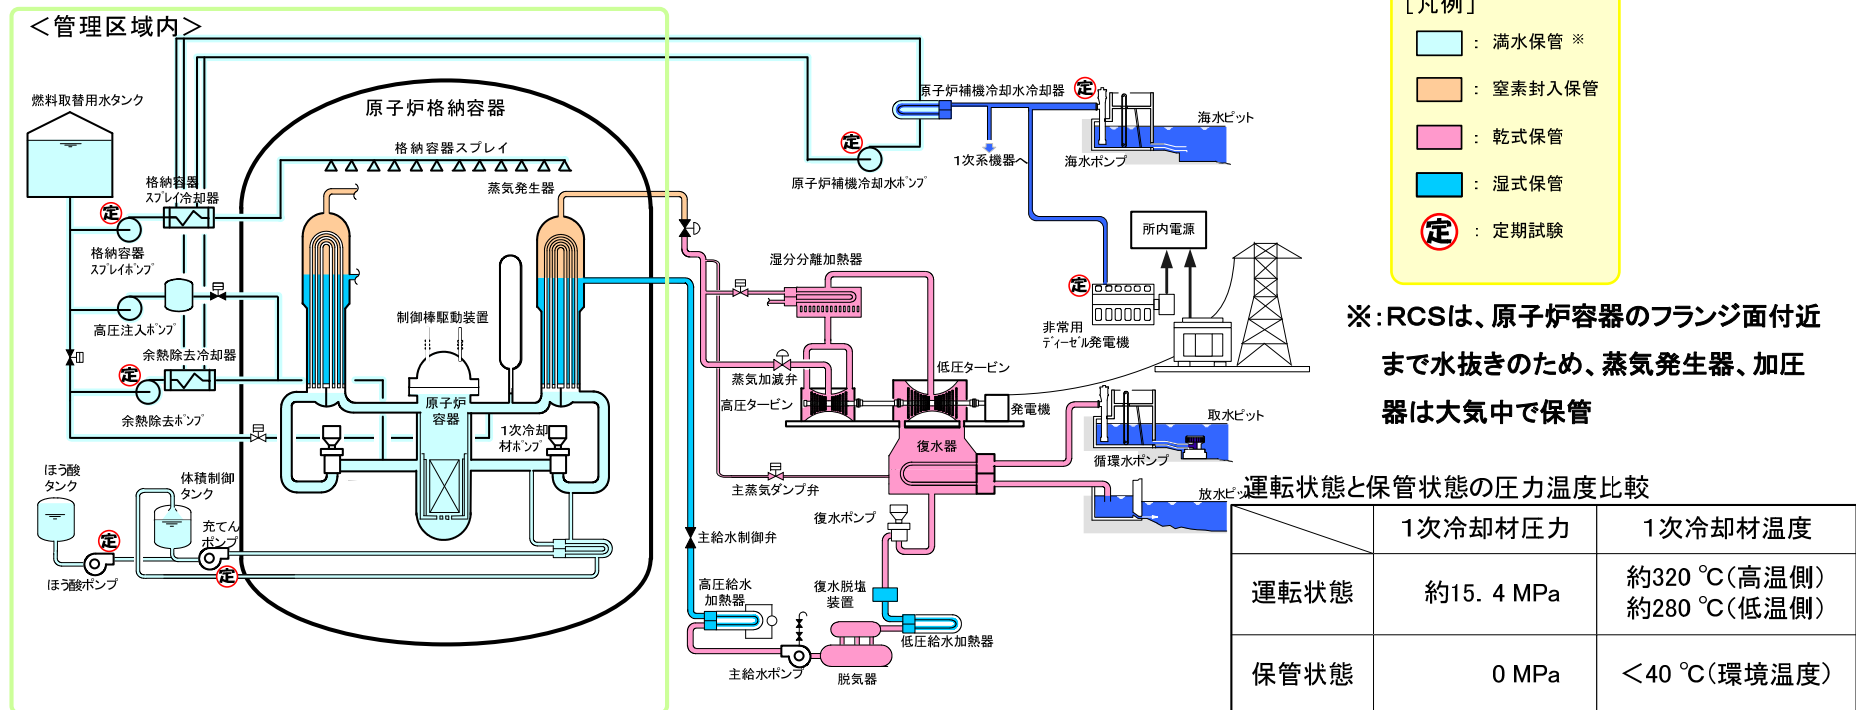 ＜管理区域内＞
燃料取替用水タンク
原子炉格納容器
格納容器スプレイ
蒸気発生器
格納容器
スプレイ冷却器
定
格納容器
スプレイポンプ
高圧注入ポンプ
余熱除去冷却器
定
余熱除去ポンプ
制御棒駆動装置
原子炉
容器
1次冷却
材ポンプ
ほう酸
タンク
体積制御
タンク
充てん
ポンプ
定
ほう酸ポンプ
定
原子炉補機冷却水冷却器
定
定
原子炉補機冷却水ポンプ
1次系機器へ
海水ピット
海水ポンプ
所内電源
定
非常用
ディーゼル発電機
湿分分離加熱器
蒸気加減弁
高圧タービン
低圧タービン
発電機
復水器
主蒸気ダンプ弁
取水ピット
循環水ポンプ
放水ピット
復水ポンプ
主給水制御弁
高圧給水
加熱器
復水脱塩
装置
低圧給水加熱器
主給水ポンプ
脱気器
［凡例］
：満水保管 ※
：窒素封入保管
：乾式保管
：湿式保管
定：定期試験
※：RCSは、原子炉容器のフランジ面付近
まで水抜きのため、蒸気発生器、加圧
器は大気中で保管
運転状態と保管状態の圧力温度比較
1次冷却材圧力 1次冷却材温度
運転状態 約15．4 MPa 約320 ℃（高温側）
約280 ℃（低温側）
保管状態 0 MPa ＜40 ℃（環境温度）